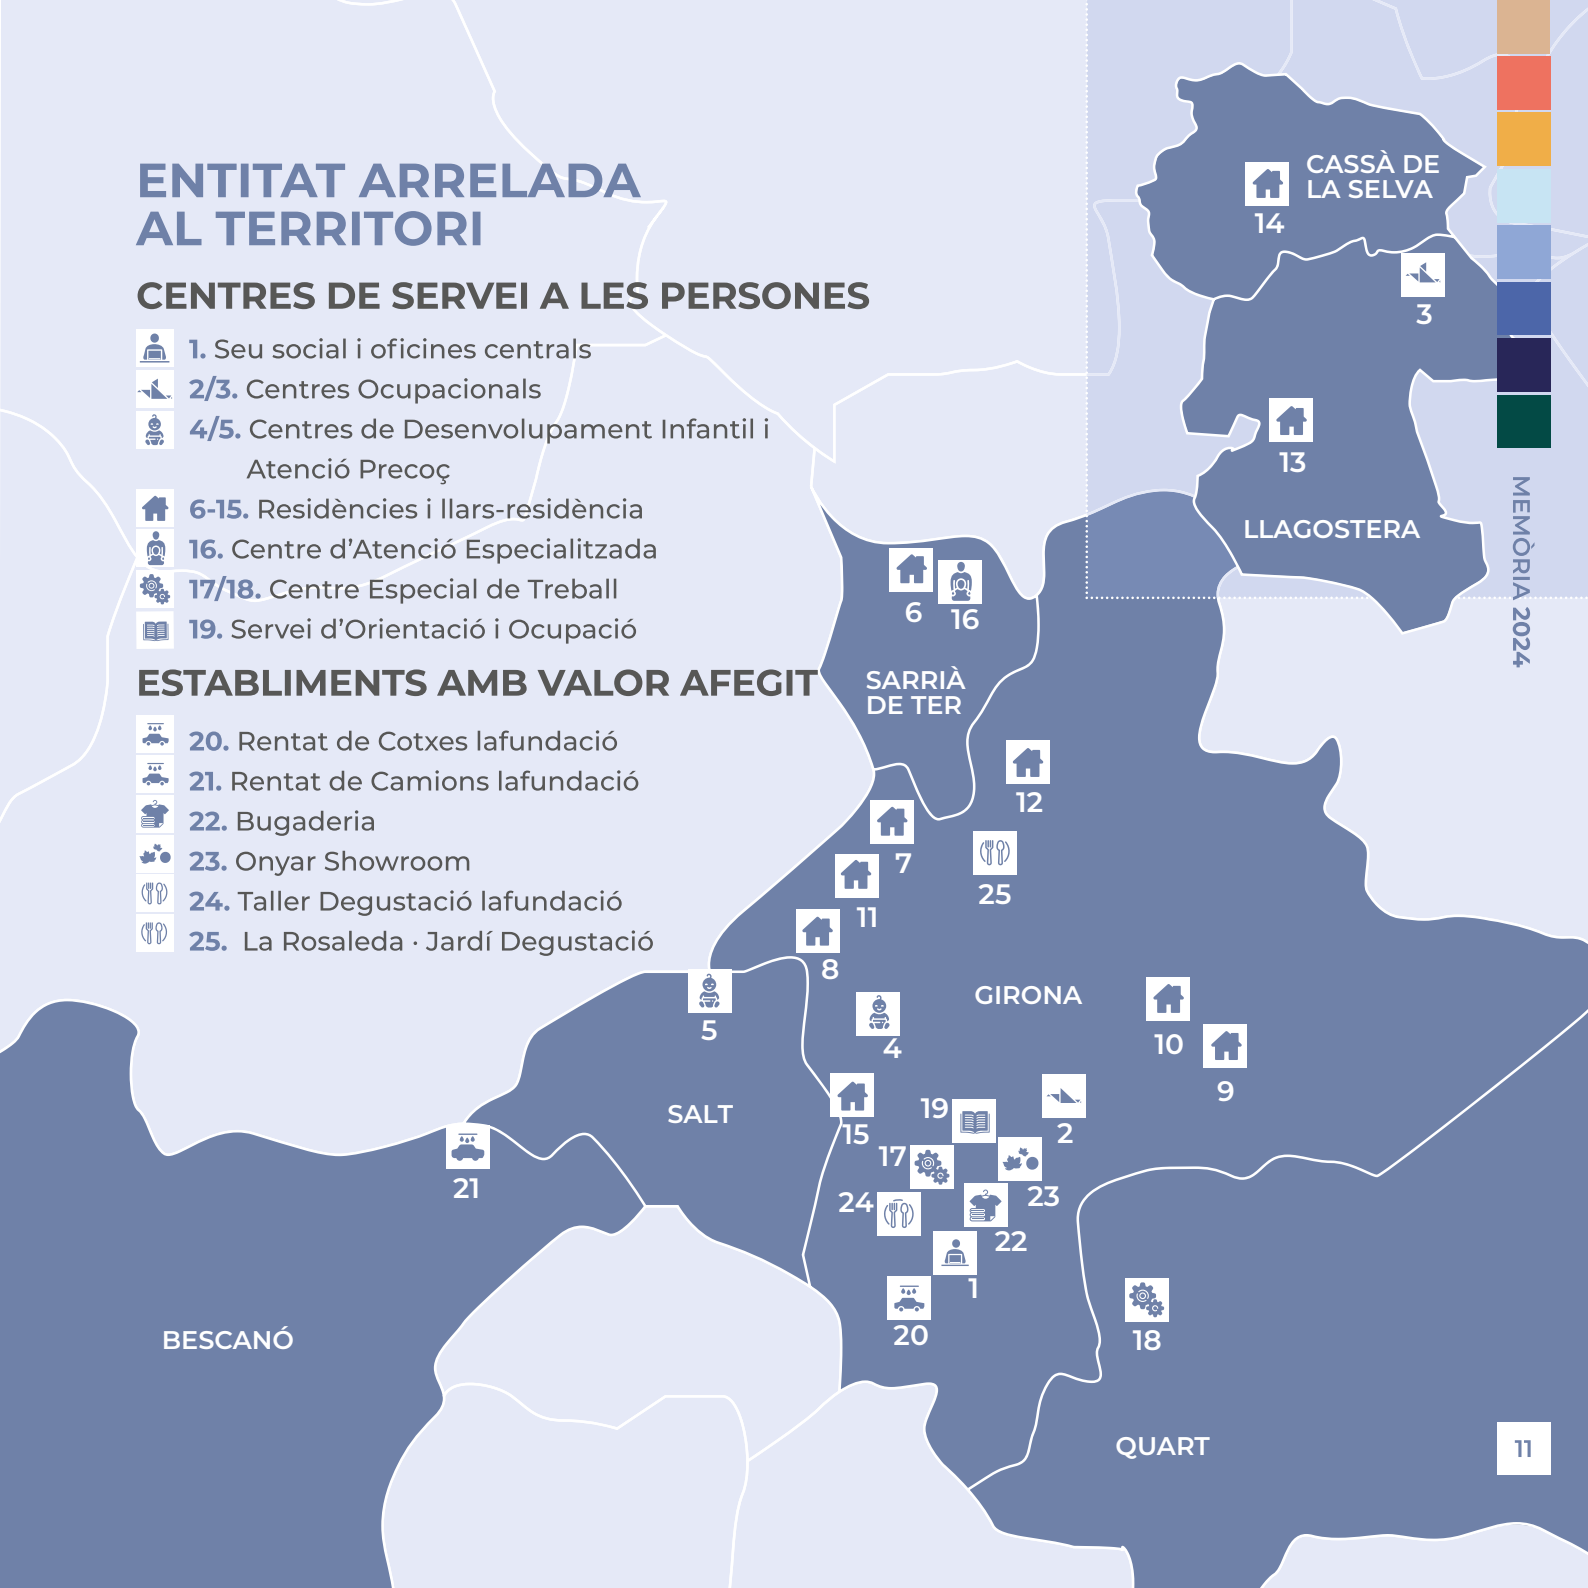 ENTITAT ARRELADA
AL TERRITORI
CENTRES DE SERVEI A LES PERSONES
1. Seu social i oficines centrals
2/3. Centres Ocupacionals
4/5. Centres de Desenvolupament Infantil i
Atenció Precoç
6-15. Residències i llars-residència
16. Centre d’Atenció Especialitzada
17/18. Centre Especial de Treball
19. Servei d’Orientació i Ocupació
ESTABLIMENTS AMB VALOR AFEGIT
20. Rentat de Cotxes lafundació
21. Rentat de Camions lafundació
22. Bugaderia
23. Onyar Showroom
24. Taller Degustació lafundació
25. La Rosaleda · Jardí Degustació
CASSÀ DE
LA SELVA
14
3
13
LLAGOSTERA
MEMÒRIA 2024
6
16
SARRIÀ
DE TER
12
7
25
11
8
GIRONA
5
4
10
9
SALT
19
2
15
17
21
23
24
22
1
20
18
BESCANÓ
QUART
11